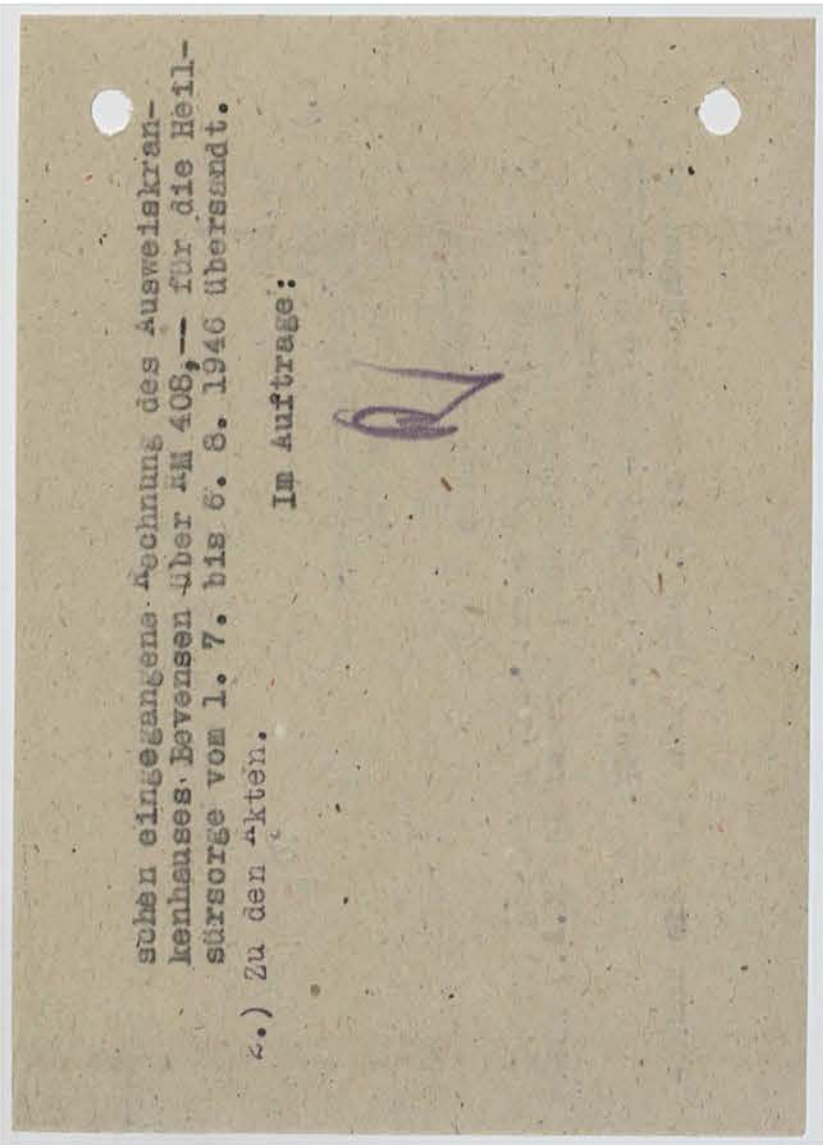 schen eingegangene Rechnung des Ausweiskran-
kenhauses Bevensen über RM 408,-- für die Heil-
sürsorge vom 1. 7. bis 6. 8. 1946 übersandt.
Im Auftrage:
2.) Zu den Akten.